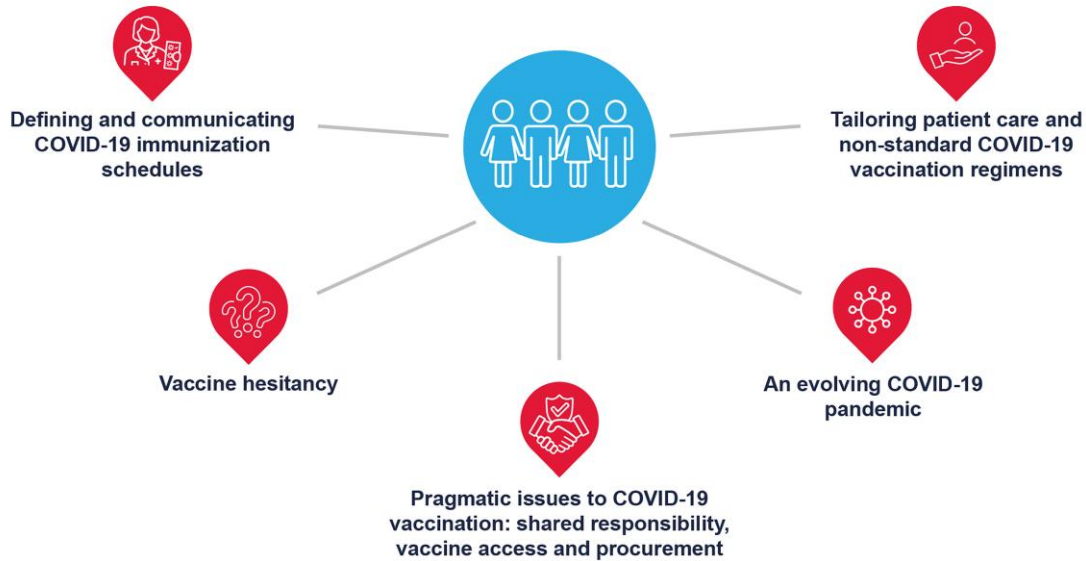 Defining and communicating
COVID-19 immunization
schedules
Tailoring patient care and
non-standard COVID-19
vaccination regimens
Vaccine hesitancy
An evolving COVID-19
pandemic
Pragmatic issues to COVID-19
vaccination: shared responsibility,
vaccine access and procurement